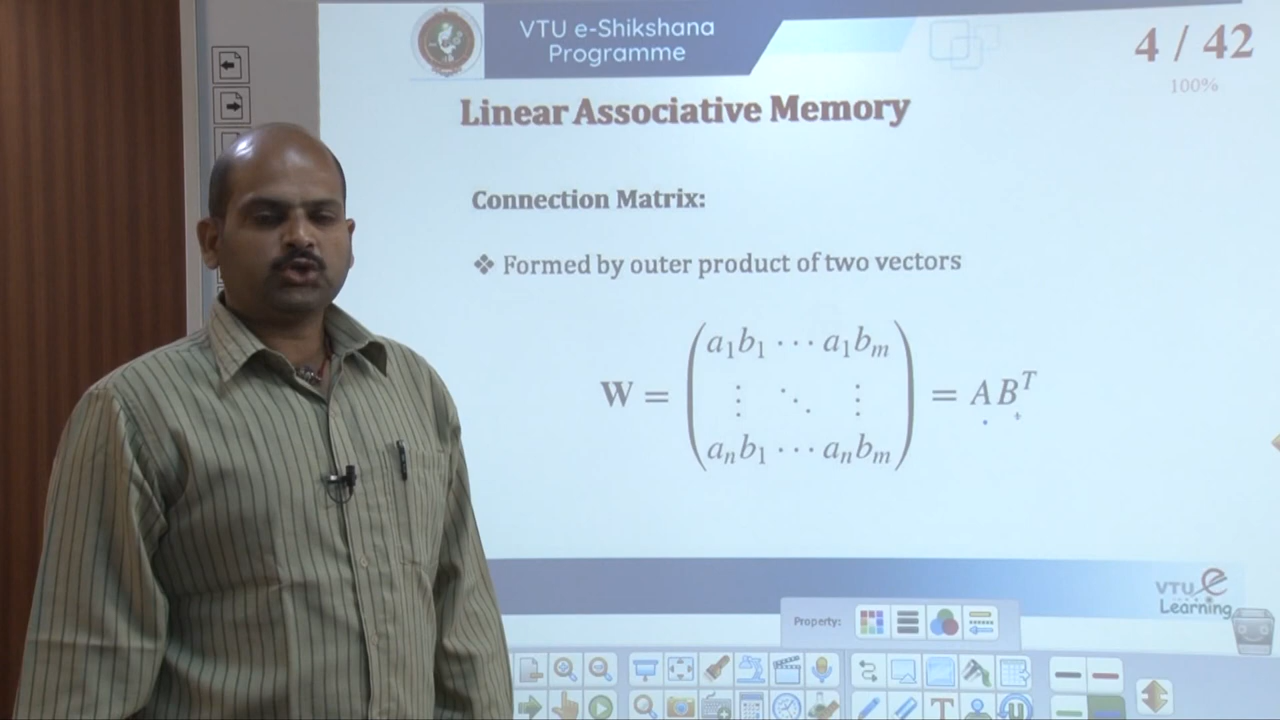 VTU e-Shikshana
Programme
4 / 42
100%
Linear Associative Memory
Connection Matrix:
❖ Formed by outer product of two vectors
a₁b₁ ⋯ a₁bₘ
W = ⋮ ⋱ ⋮ = ABᵀ
aₙb₁ ⋯ aₙbₘ
VTU e
Learning
Property:
T